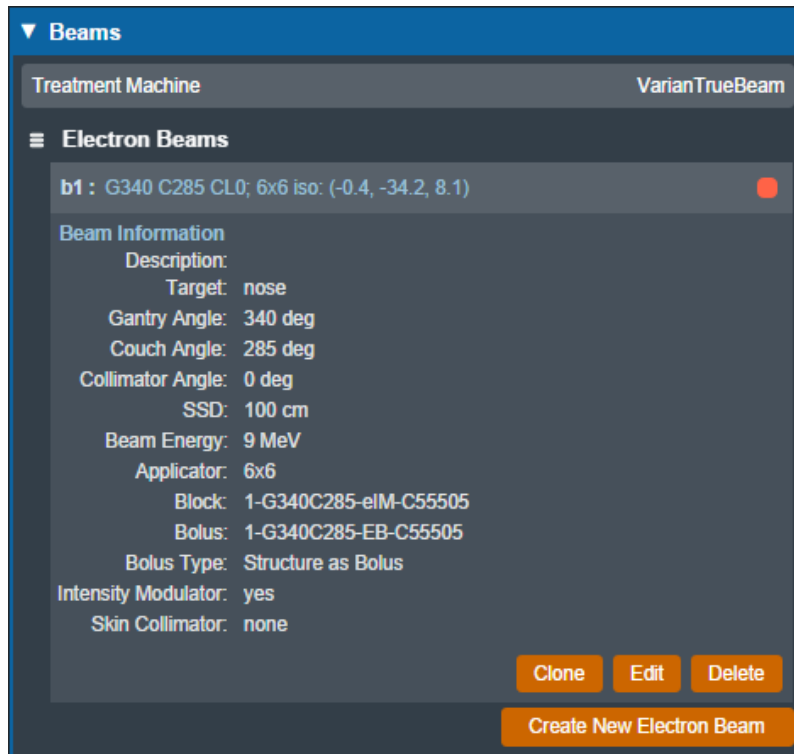 Beams
Treatment Machine VarianTrueBeam
Electron Beams
b1 : G340 C285 CL0; 6x6 iso: (-0.4, -34.2, 8.1)
Beam Information
Description:
Target: nose
Gantry Angle: 340 deg
Couch Angle: 285 deg
Collimator Angle: 0 deg
SSD: 100 cm
Beam Energy: 9 MeV
Applicator: 6x6
Block: 1-G340C285-eIM-C55505
Bolus: 1-G340C285-EB-C55505
Bolus Type: Structure as Bolus
Intensity Modulator: yes
Skin Collimator: none
Clone Edit Delete
Create New Electron Beam